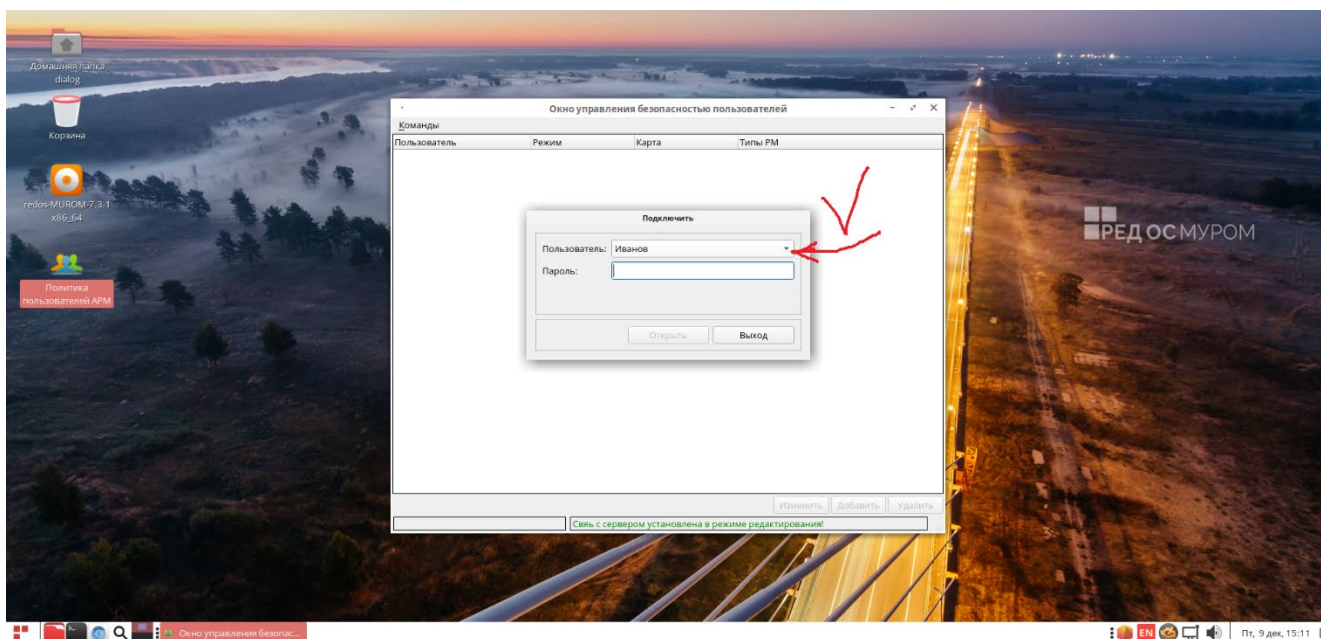 Домашняя папка
dialog
Корзина
redos-MUROM-7.3.1
x86_64
Политика
пользователей АРМ
Окно управления безопасностью пользователей
Команды
Пользователь Режим Карта Типы РМ
Подключить
Пользователь: Иванов
Пароль:
Открыть Выход
РЕД ОС МУРОМ
Изменить Добавить Удалить
Свяь с сервером установлена в режиме редактирования!
Окно управления безопас...
EN
Пт, 9 дек, 15:11